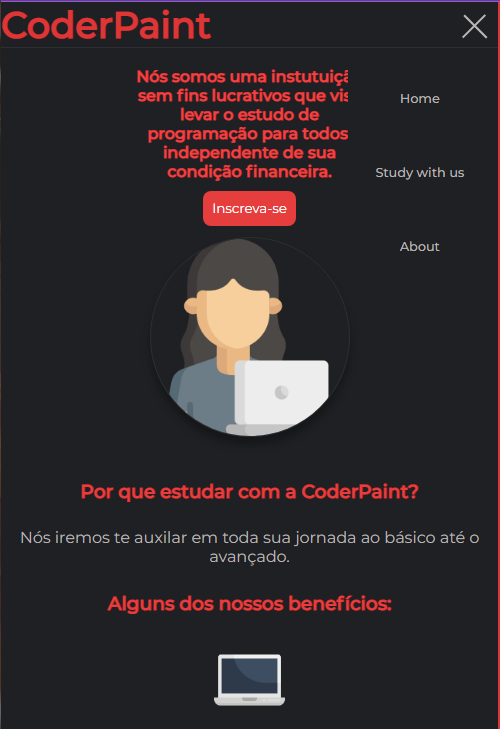 CoderPaint
Nós somos uma instutuiçã
sem fins lucrativos que vis
levar o estudo de
programação para todos
independente de sua
condição financeira.
Home
Study with us
About
Inscreva-se
Por que estudar com a CoderPaint?
Nós iremos te auxilar em toda sua jornada ao básico até o
avançado.
Alguns dos nossos benefícios: